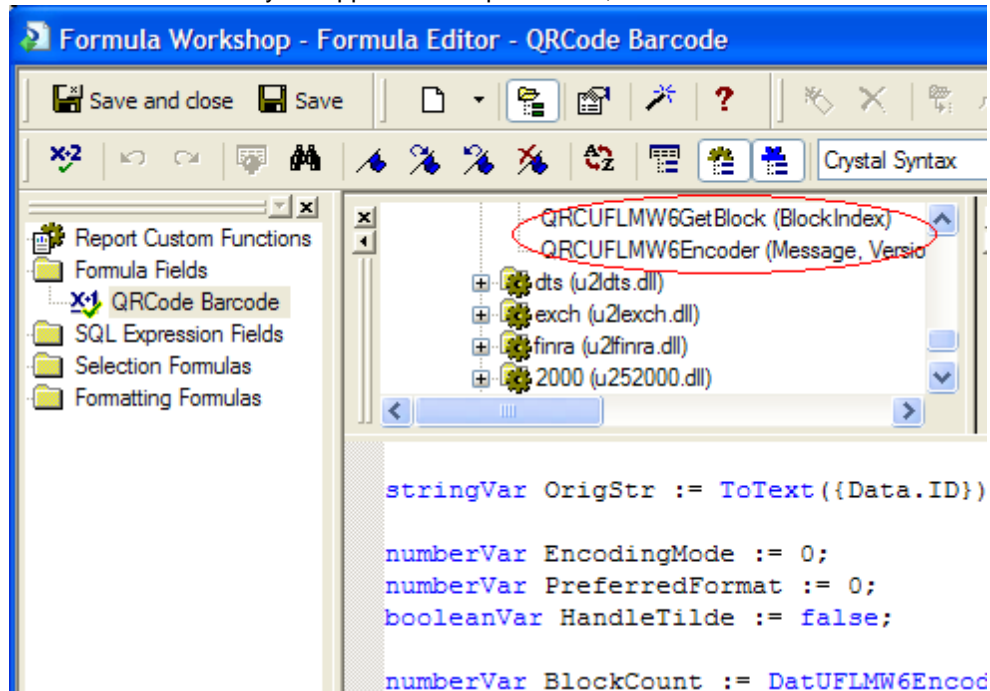 Formula Workshop - Formula Editor - QRCode Barcode
Save and close Save
Crystal Syntax
Report Custom Functions
Formula Fields
QRCode Barcode
SQL Expression Fields
Selection Formulas
Formatting Formulas
QRCUFLMW6GetBlock (BlockIndex)
QRCUFLMW6Encoder (Message, Versio
dts (u2ldts.dll)
exch (u2lexch.dll)
finra (u2lfinra.dll)
2000 (u252000.dll)
stringVar OrigStr := ToText({Data.ID})
numberVar EncodingMode := 0;
numberVar PreferredFormat := 0;
booleanVar HandleTilde := false;
numberVar BlockCount := DatUFLMW6Encod